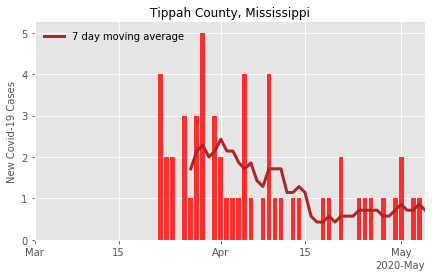 Tippah County, Mississippi
7 day moving average
New Covid-19 Cases
5
4
3
2
1
0
Mar 15 Apr 15 May
2020-May